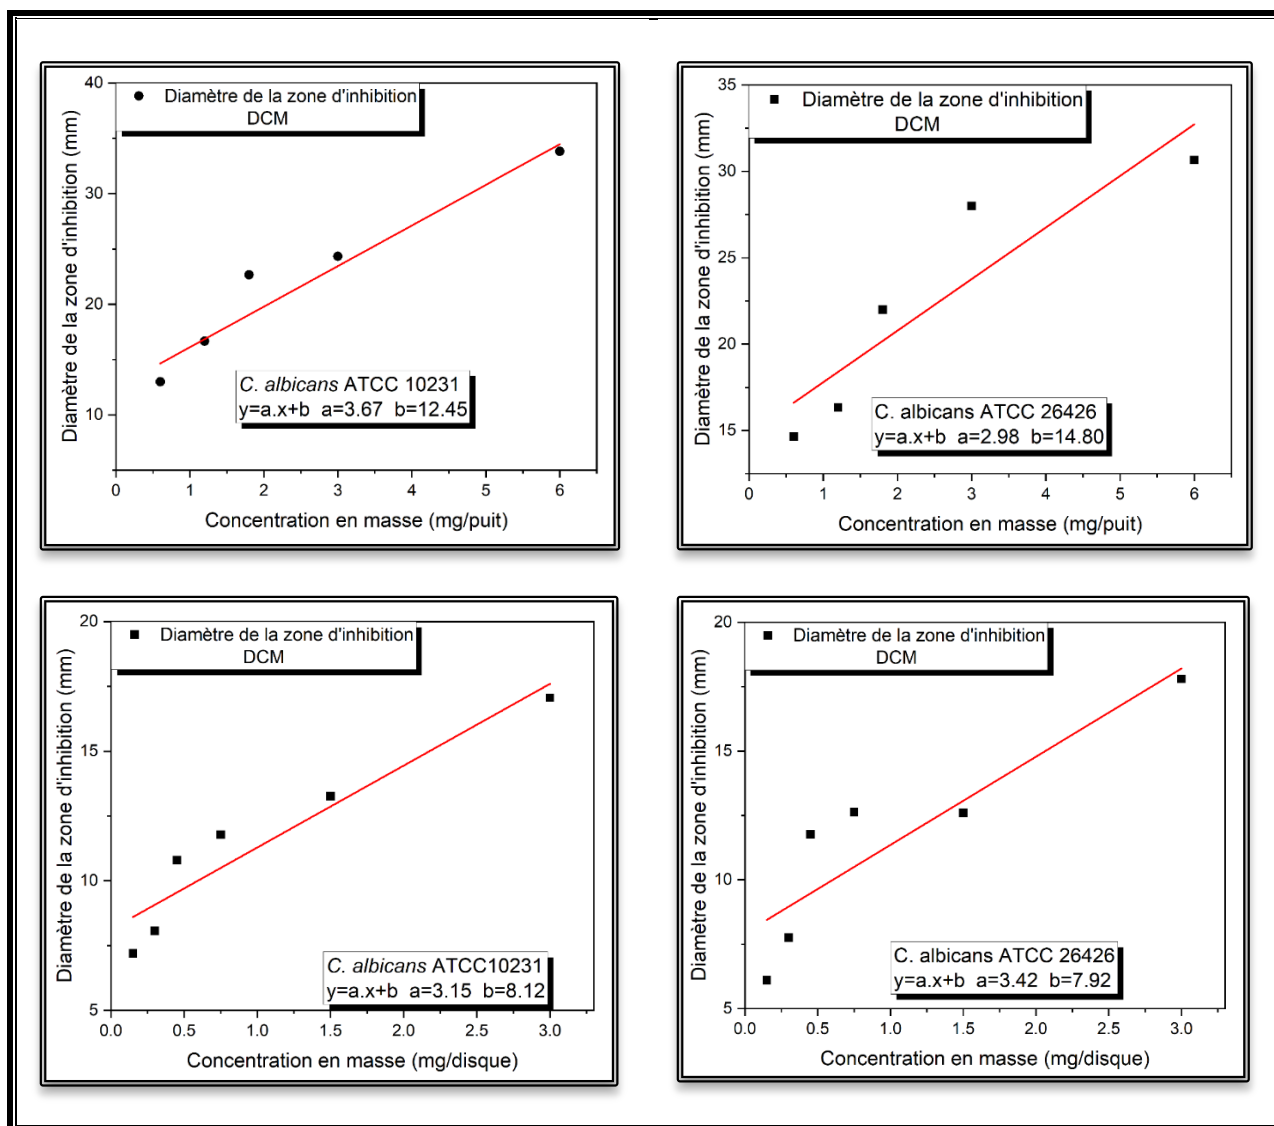 Diamètre de la zone d'inhibition
DCM
Diamètre de la zone d'inhibition (mm)
40
30
20
10
C. albicans ATCC 10231
y=a.x+b a=3.67 b=12.45
0 1 2 3 4 5 6
Concentration en masse (mg/puit)
Diamètre de la zone d'inhibition
DCM
Diamètre de la zone d'inhibition (mm)
35
30
25
20
15
C. albicans ATCC 26426
y=a.x+b a=2.98 b=14.80
0 1 2 3 4 5 6
Concentration en masse (mg/puit)
Diamètre de la zone d'inhibition
DCM
Diamètre de la zone d'inhibition (mm)
20
15
10
5
C. albicans ATCC10231
y=a.x+b a=3.15 b=8.12
0.0 0.5 1.0 1.5 2.0 2.5 3.0
Concentration en masse (mg/disque)
Diamètre de la zone d'inhibition
DCM
Diamètre de la zone d'inhibition (mm)
20
15
10
5
C. albicans ATCC 26426
y=a.x+b a=3.42 b=7.92
0.0 0.5 1.0 1.5 2.0 2.5 3.0
Concentration en masse (mg/disque)